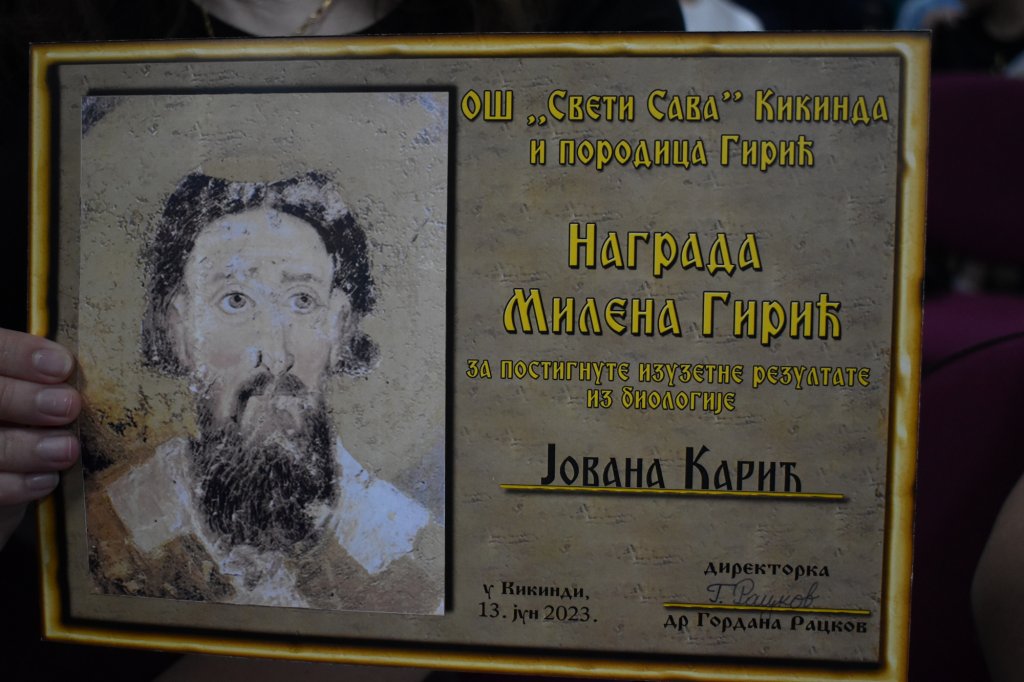 ОШ „Свети Сава” Кикинда
и породица Гирић
Награда
Милена Гирић
за постигнуте изузетне резултате
из биологије
Јована Карић
у Кикинди,
13. јун 2023.
директорка
Г. Рацков
др Гордана Рацков